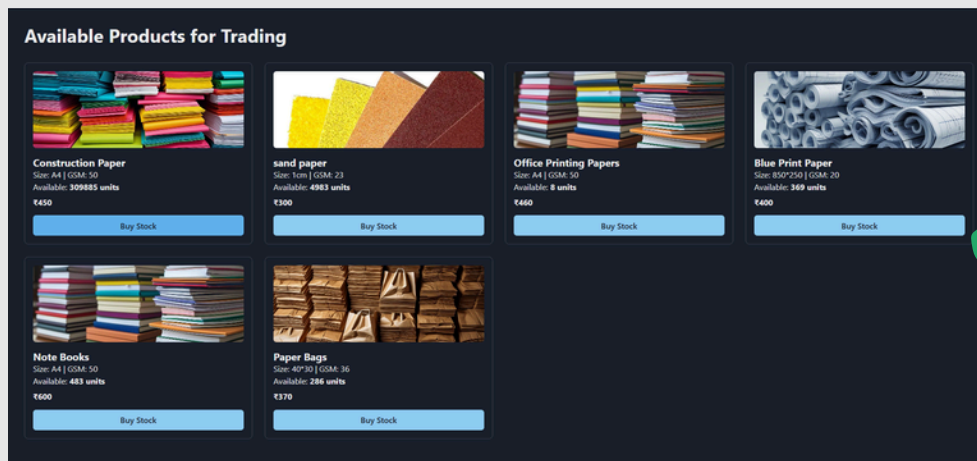 Available Products for Trading
Construction Paper
Size: A4 | GSM: 50
Available: 309885 units
₹450
Buy Stock
sand paper
Size: 1cm | GSM: 23
Available: 4983 units
₹300
Buy Stock
Office Printing Papers
Size: A4 | GSM: 50
Available: 8 units
₹460
Buy Stock
Blue Print Paper
Size: 850*250 | GSM: 20
Available: 369 units
₹400
Buy Stock
Note Books
Size: A4 | GSM: 50
Available: 483 units
₹600
Buy Stock
Paper Bags
Size: 40*30 | GSM: 36
Available: 286 units
₹370
Buy Stock